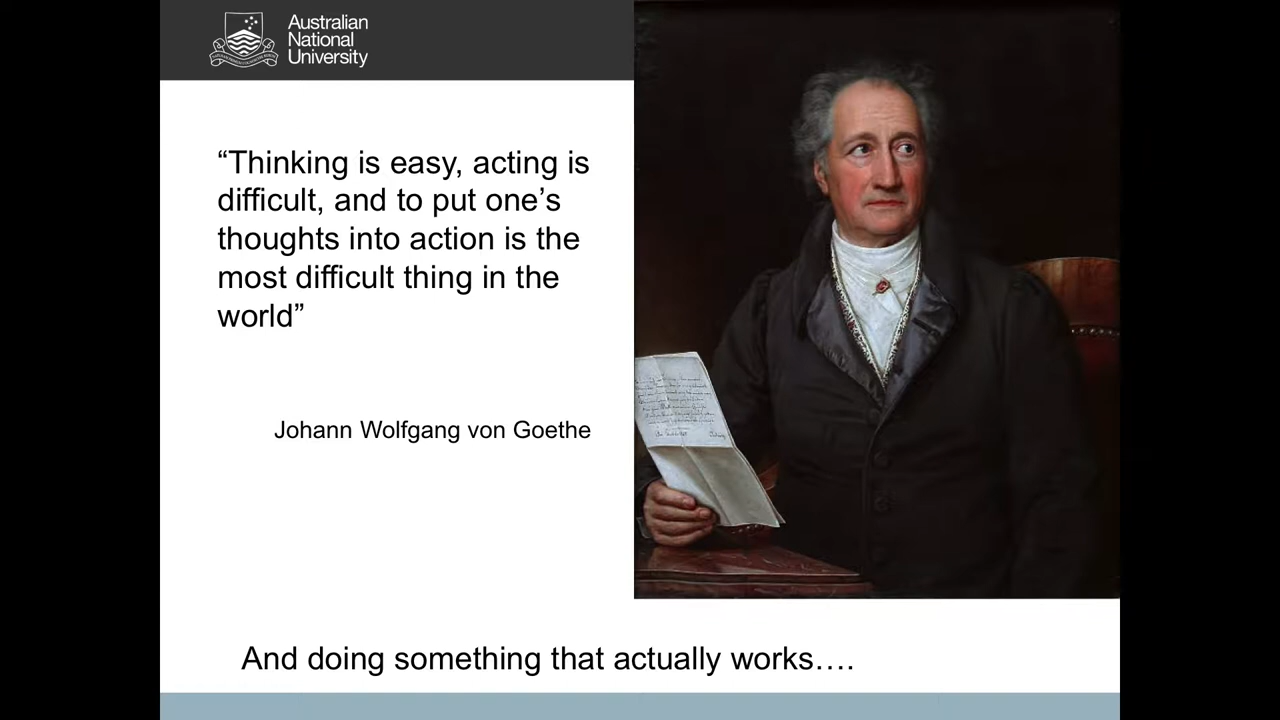 Australian
National
University
“Thinking is easy, acting is
difficult, and to put one’s
thoughts into action is the
most difficult thing in the
world”
Johann Wolfgang von Goethe
And doing something that actually works….